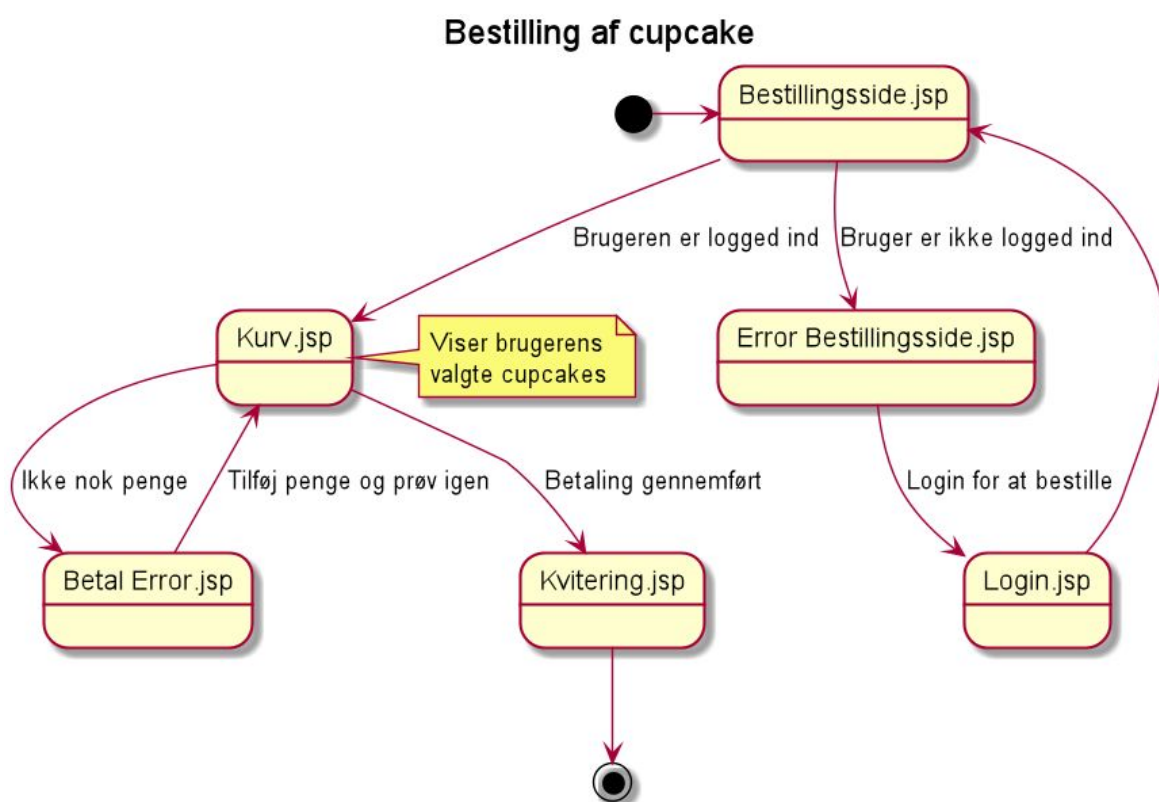 Bestilling af cupcake
Bestillingsside.jsp
Brugeren er logged ind
Bruger er ikke logged ind
Kurv.jsp
Viser brugerens
valgte cupcakes
Error Bestillingsside.jsp
Ikke nok penge
Tilføj penge og prøv igen
Betaling gennemført
Login for at bestille
Betal Error.jsp
Kvitering.jsp
Login.jsp